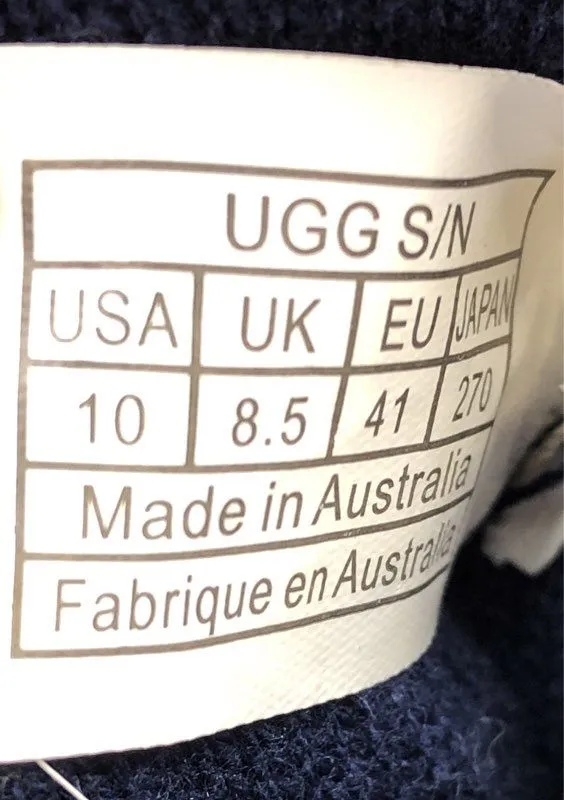 UGG S/N
USA UK EU JAPAN
10 8.5 41 270
Made in Australia
Fabrique en Australia